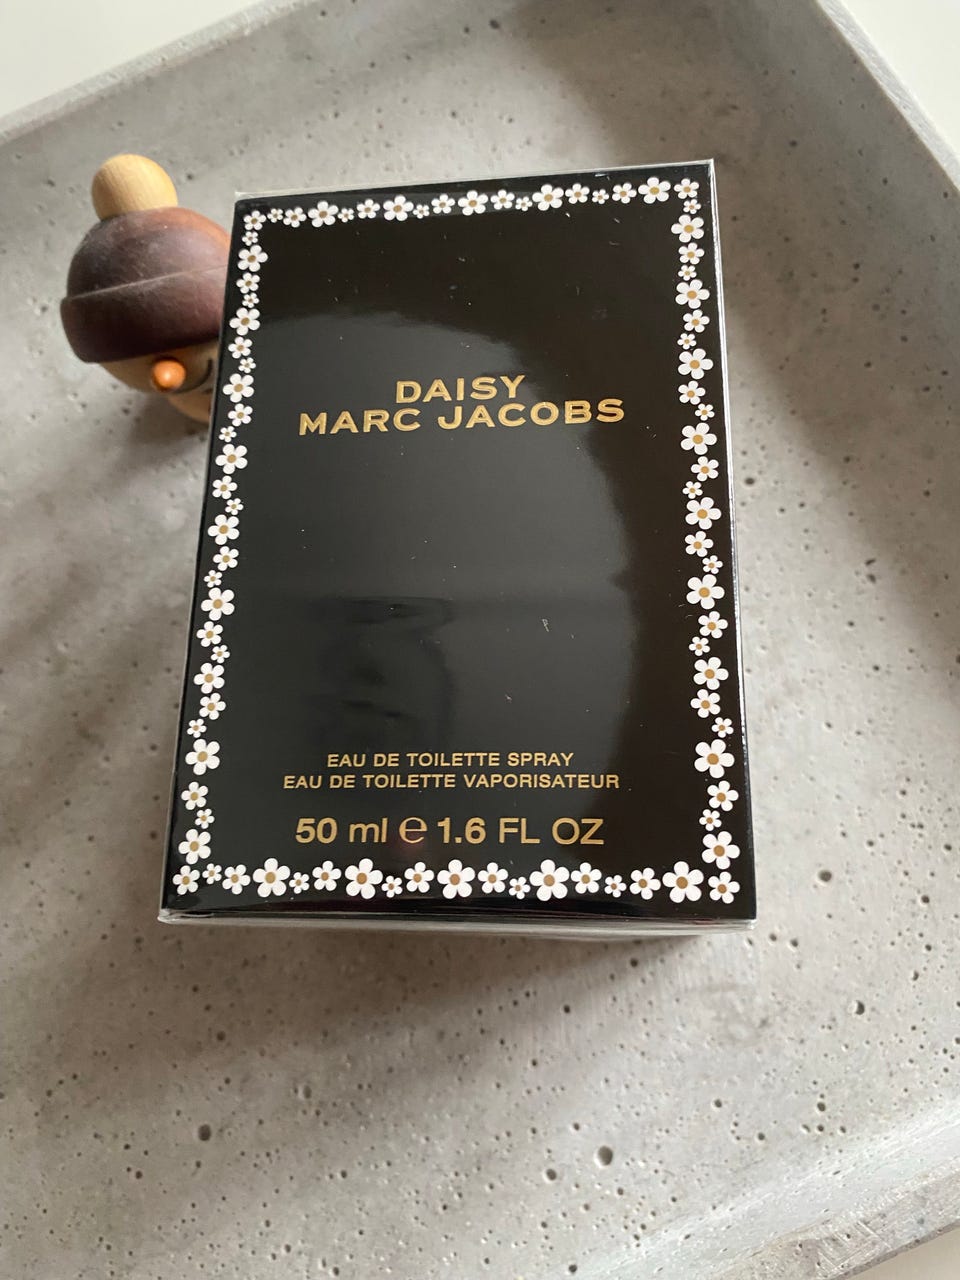 DAISY
MARC JACOBS
EAU DE TOILETTE SPRAY
EAU DE TOILETTE VAPORISATEUR
50 ml ℮ 1.6 FL OZ